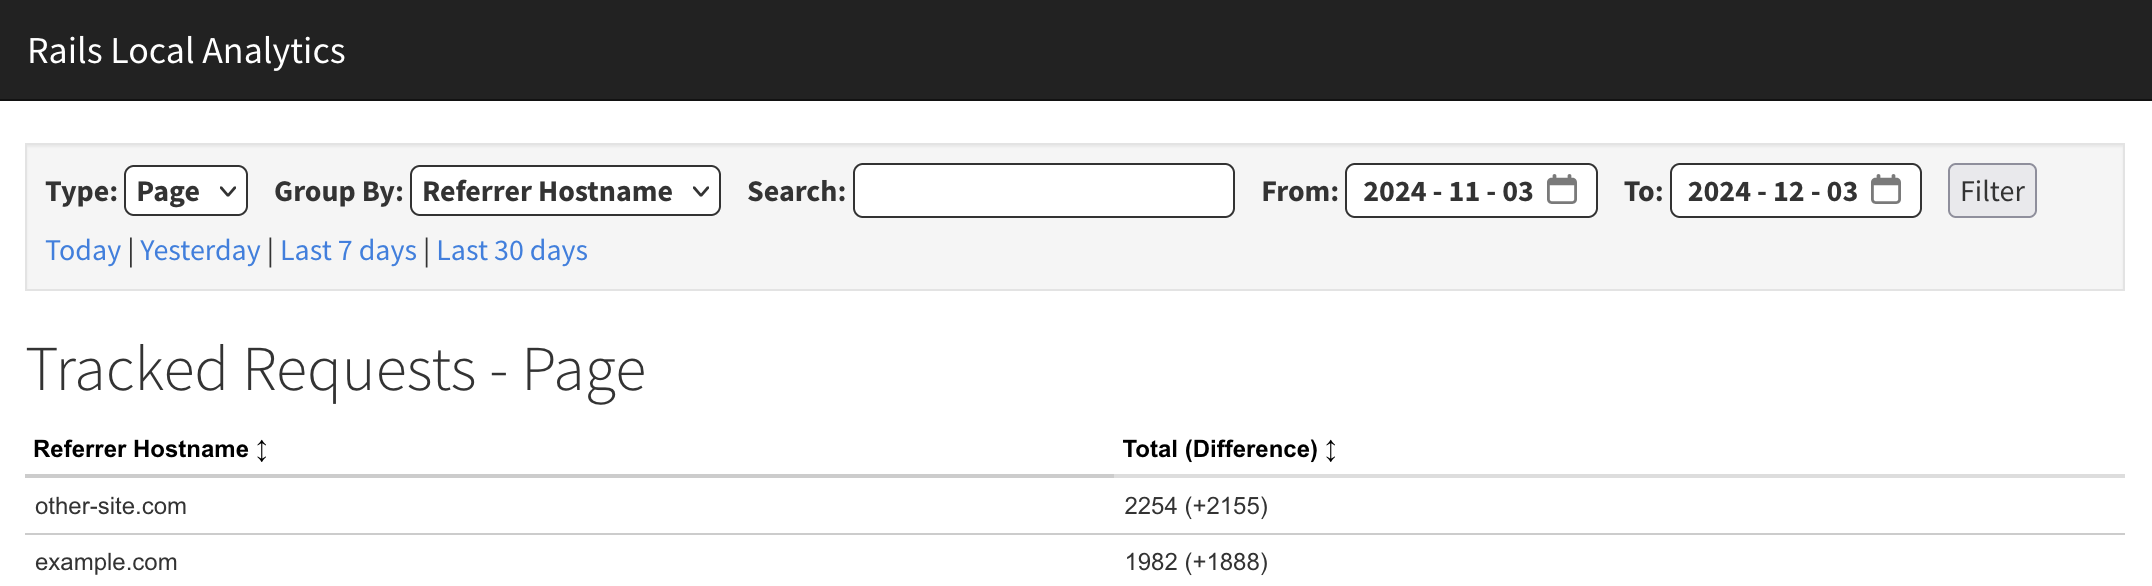 Rails Local Analytics
Type: Page Group By: Referrer Hostname Search: From: 2024 - 11 - 03 To: 2024 - 12 - 03 Filter
Today | Yesterday | Last 7 days | Last 30 days
Tracked Requests - Page
Referrer Hostname ↕ Total (Difference) ↕
other-site.com 2254 (+2155)
example.com 1982 (+1888)